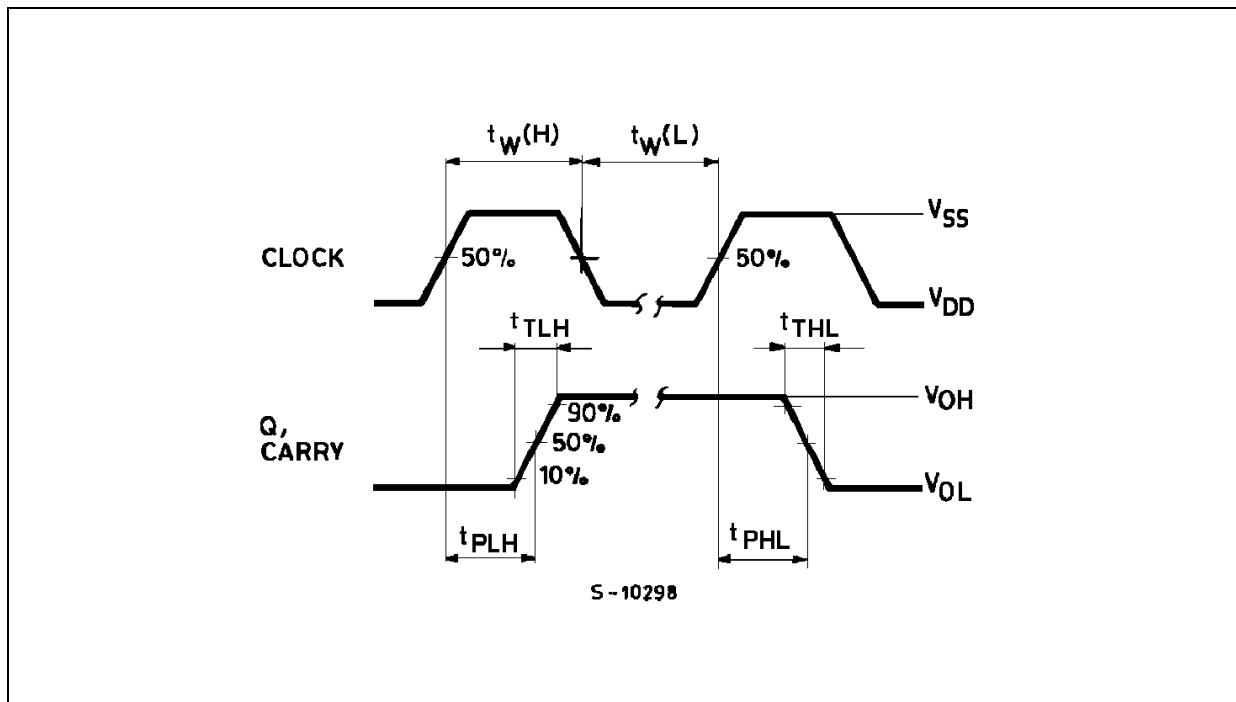 tW(H)
tW(L)
VSS
CLOCK
50%
50%
VDD
tTLH
tTHL
VOH
90%
Q,
CARRY
50%
10%
VOL
tPLH
tPHL
S-10298